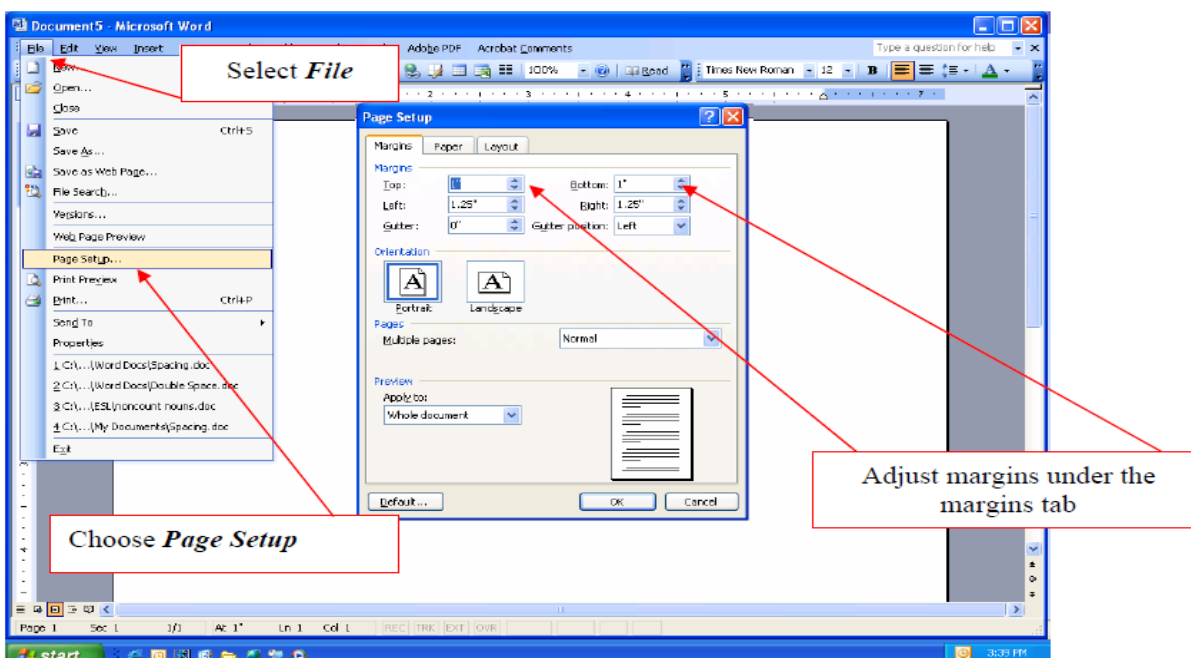 Document5 - Microsoft Word
File Edit View Insert Adobe PDF Acrobat Comments Type a question for help
100% Read Times New Roman 12 B A
Select File
New...
Open...
Close
Save Ctrl+S
Save As...
Save as Web Page...
File Search...
Versions...
Web Page Preview
Page Setup...
Print Preview
Print... Ctrl+P
Send To
Properties
1 C:\...\Word Docs\Spacing.doc
2 C:\...\Word Docs\Double Space.doc
3 C:\...\ESL\noncount nouns.doc
4 C:\...\My Documents\Spacing.doc
Exit
2 3 4 5 7
Page Setup
Margins Paper Layout
Margins
Top: 1" Bottom: 1"
Left: 1.25" Right: 1.25"
Gutter: 0" Gutter position: Left
Orientation
A A
Portrait Landscape
Pages
Multiple pages: Normal
Preview
Apply to:
Whole document
Default... OK Cancel
Adjust margins under the
margins tab
Choose Page Setup
Page 1 Sec 1 1/1 At 1" Ln 1 Col 1 REC TRK EXT OVR
start 3:39 PM